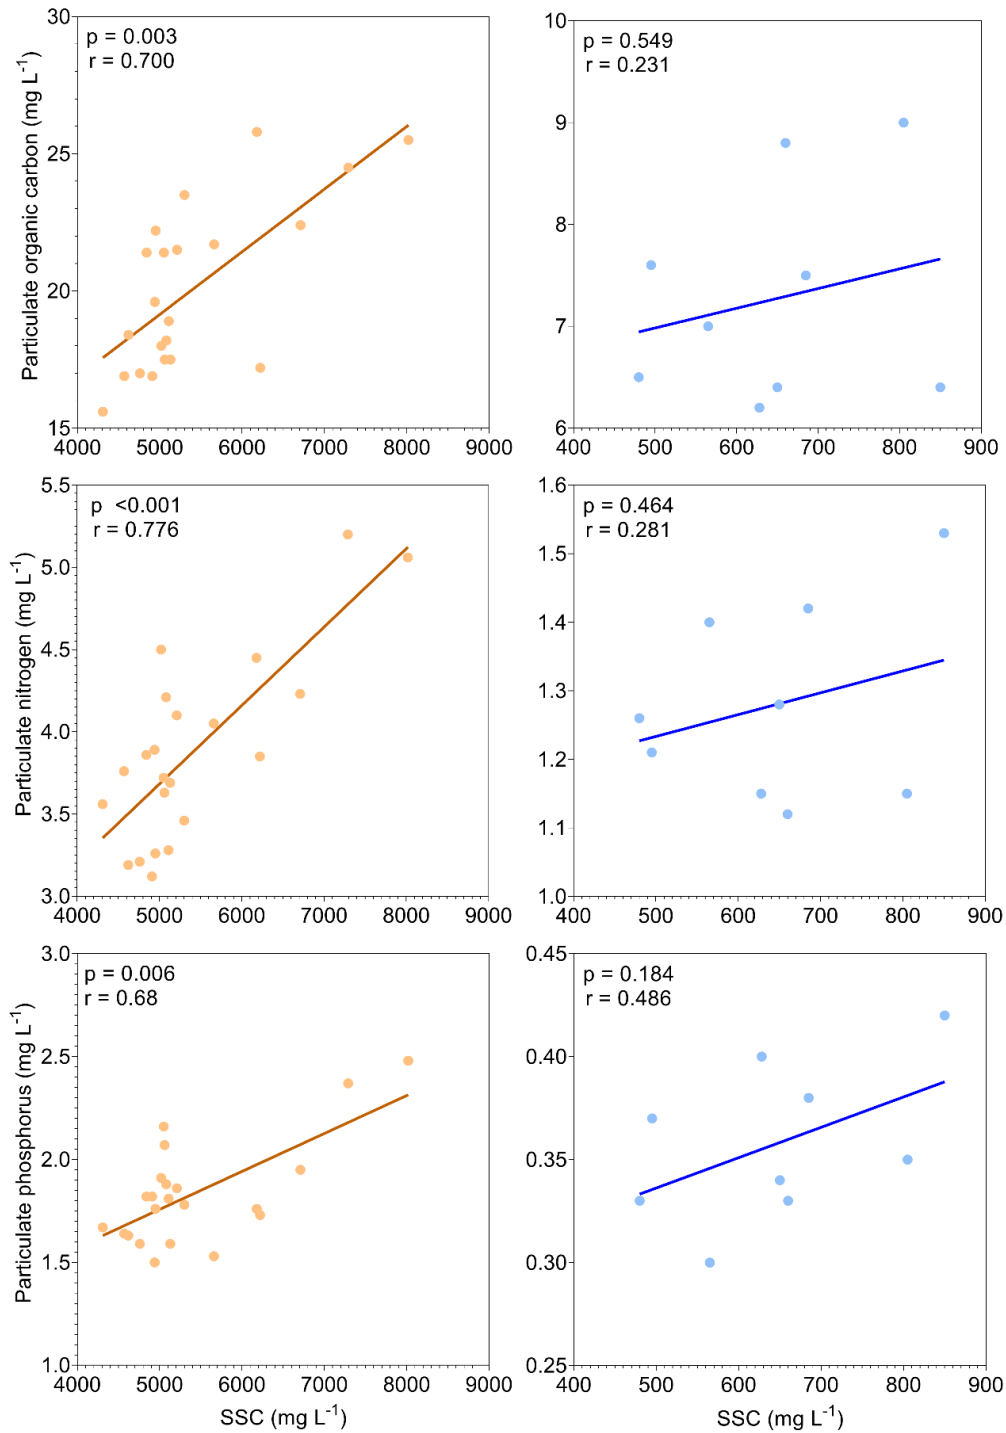 Particulate organic carbon (mg L⁻¹)
30
25
20
15
p = 0.003
r = 0.700
4000 5000 6000 7000 8000 9000
10
9
8
7
6
p = 0.549
r = 0.231
400 500 600 700 800 900
Particulate nitrogen (mg L⁻¹)
5.5
5.0
4.5
4.0
3.5
3.0
p <0.001
r = 0.776
4000 5000 6000 7000 8000 9000
1.6
1.5
1.4
1.3
1.2
1.1
1.0
p = 0.464
r = 0.281
400 500 600 700 800 900
Particulate phosphorus (mg L⁻¹)
3.0
2.5
2.0
1.5
1.0
p = 0.006
r = 0.68
4000 5000 6000 7000 8000 9000
SSC (mg L⁻¹)
0.45
0.40
0.35
0.30
0.25
p = 0.184
r = 0.486
400 500 600 700 800 900
SSC (mg L⁻¹)